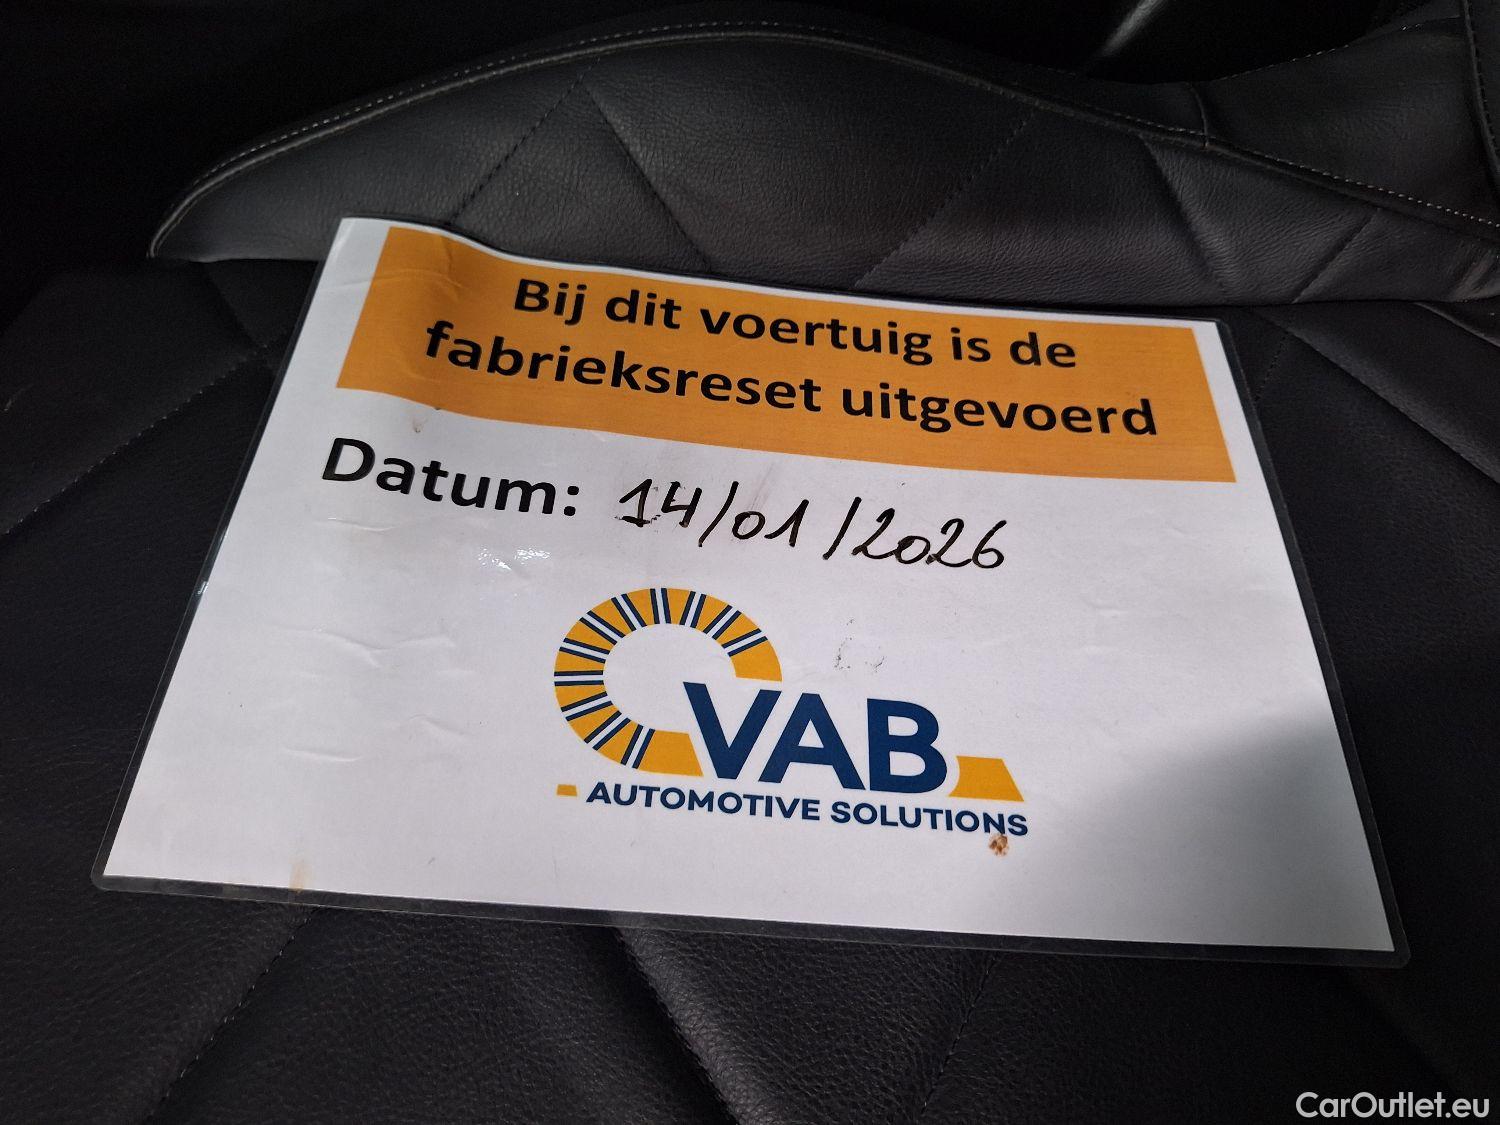 Bij dit voertuig is de
fabrieksreset uitgevoerd
Datum: 14/01/2026
VAB
AUTOMOTIVE SOLUTIONS
CarOutlet.eu